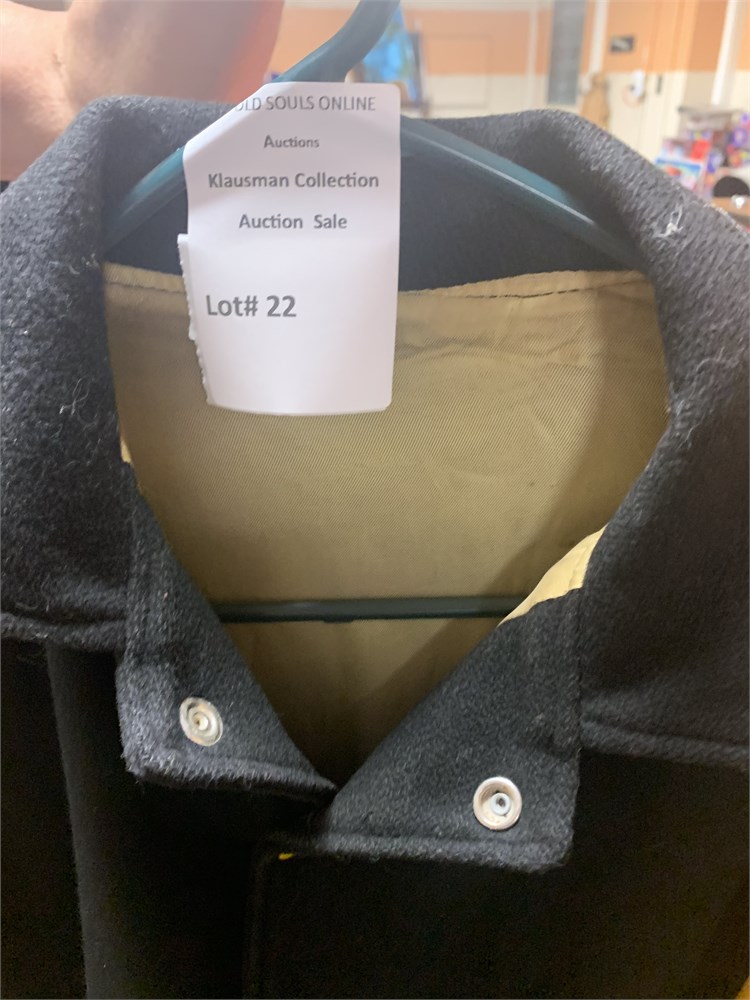 OLD SOULS ONLINE
Auctions
Klausman Collection
Auction Sale
Lot# 22